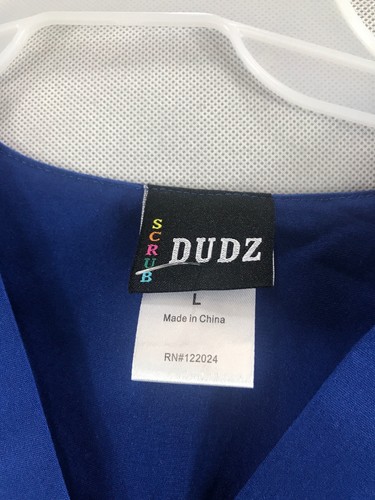 SCRUB
DUDZ
L
Made in China
RN#122024